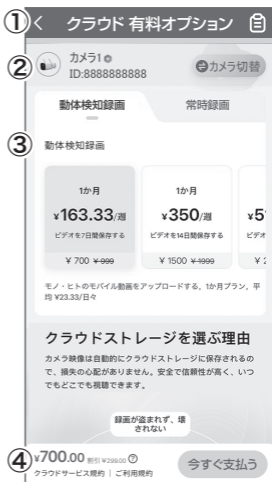 ① クラウド 有料オプション
② カメラ1
ID:8888888888
カメラ切替
動体検知録画 常時録画
③ 動体検知録画
1か月 1か月
¥163.33/週 ¥350/週 ¥5
ビデオを7日間保存する ビデオを14日間保存する ビデオ
¥ 700 ¥ 999 ¥ 1500 ¥ 1999 ¥ 2
モノ・ヒトのモバイル動画をアップロードする，1か月プラン，平
均 ¥23.33/日々
クラウドストレージを選ぶ理由
カメラ映像は自動的にクラウドストレージに保存されるの
で、損失の心配がありません。安全で信頼性が高く、いつ
でもどこでも視聴できます。
録画が盗まれず、壊
されない
④ ¥700.00 割引 ¥299.00 ?
今すぐ支払う
クラウドサービス規約 | ご利用規約